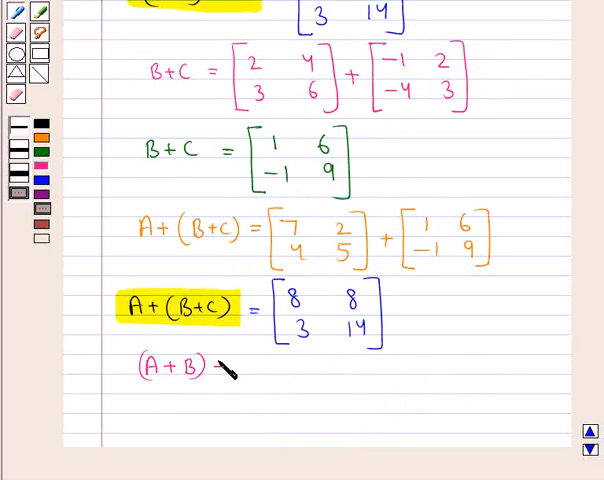 3 14
B+C = [2 4 + [-1 2
3 6] -4 3]
B+C = [1 6
-1 9]
A+(B+C) = [7 2 + [1 6
4 5] -1 9]
A+(B+C) = [8 8
3 14]
(A+B) -